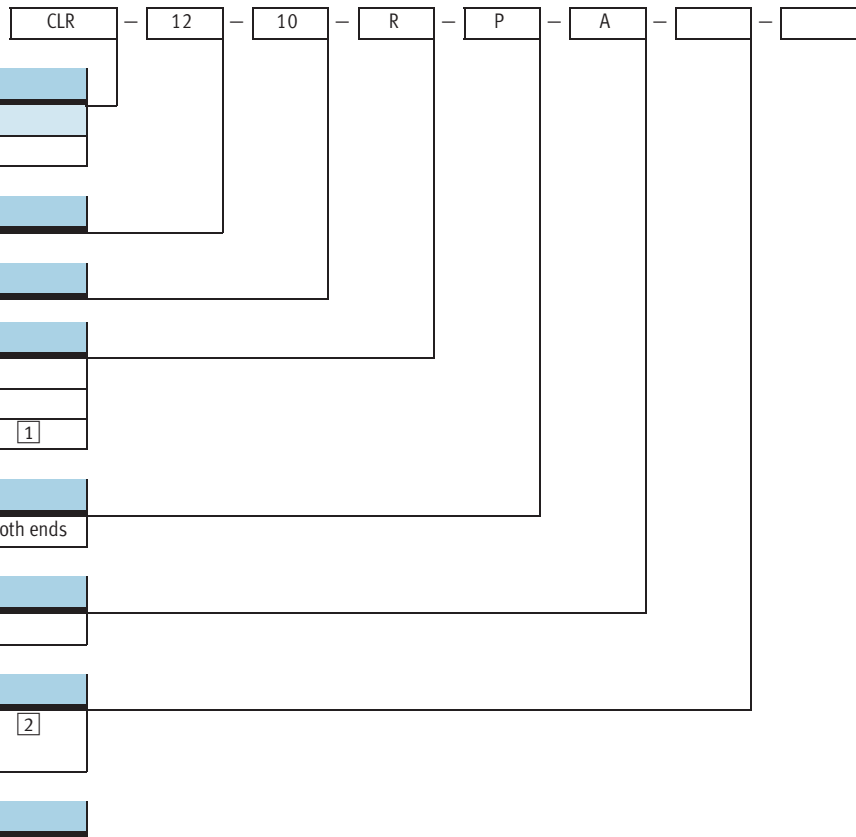 CLR – 12 – 10 – R – P – A – –
1
oth ends
2